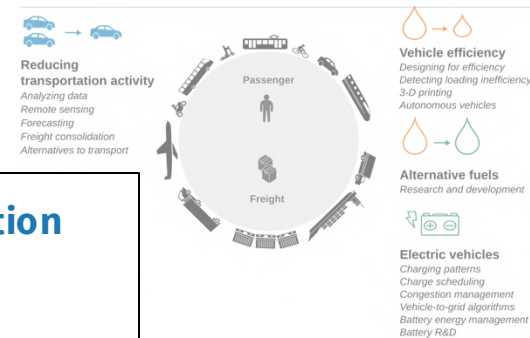 Reducing
transportation activity
Analyzing data
Remote sensing
Forecasting
Freight consolidation
Alternatives to transport
tion
Passenger
Freight
Vehicle efficiency
Designing for efficiency
Detecting loading inefficiency
3-D printing
Autonomous vehicles
Alternative fuels
Research and development
Electric vehicles
Charging patterns
Charge scheduling
Congestion management
Vehicle-to-grid algorithms
Battery energy management
Battery R&D